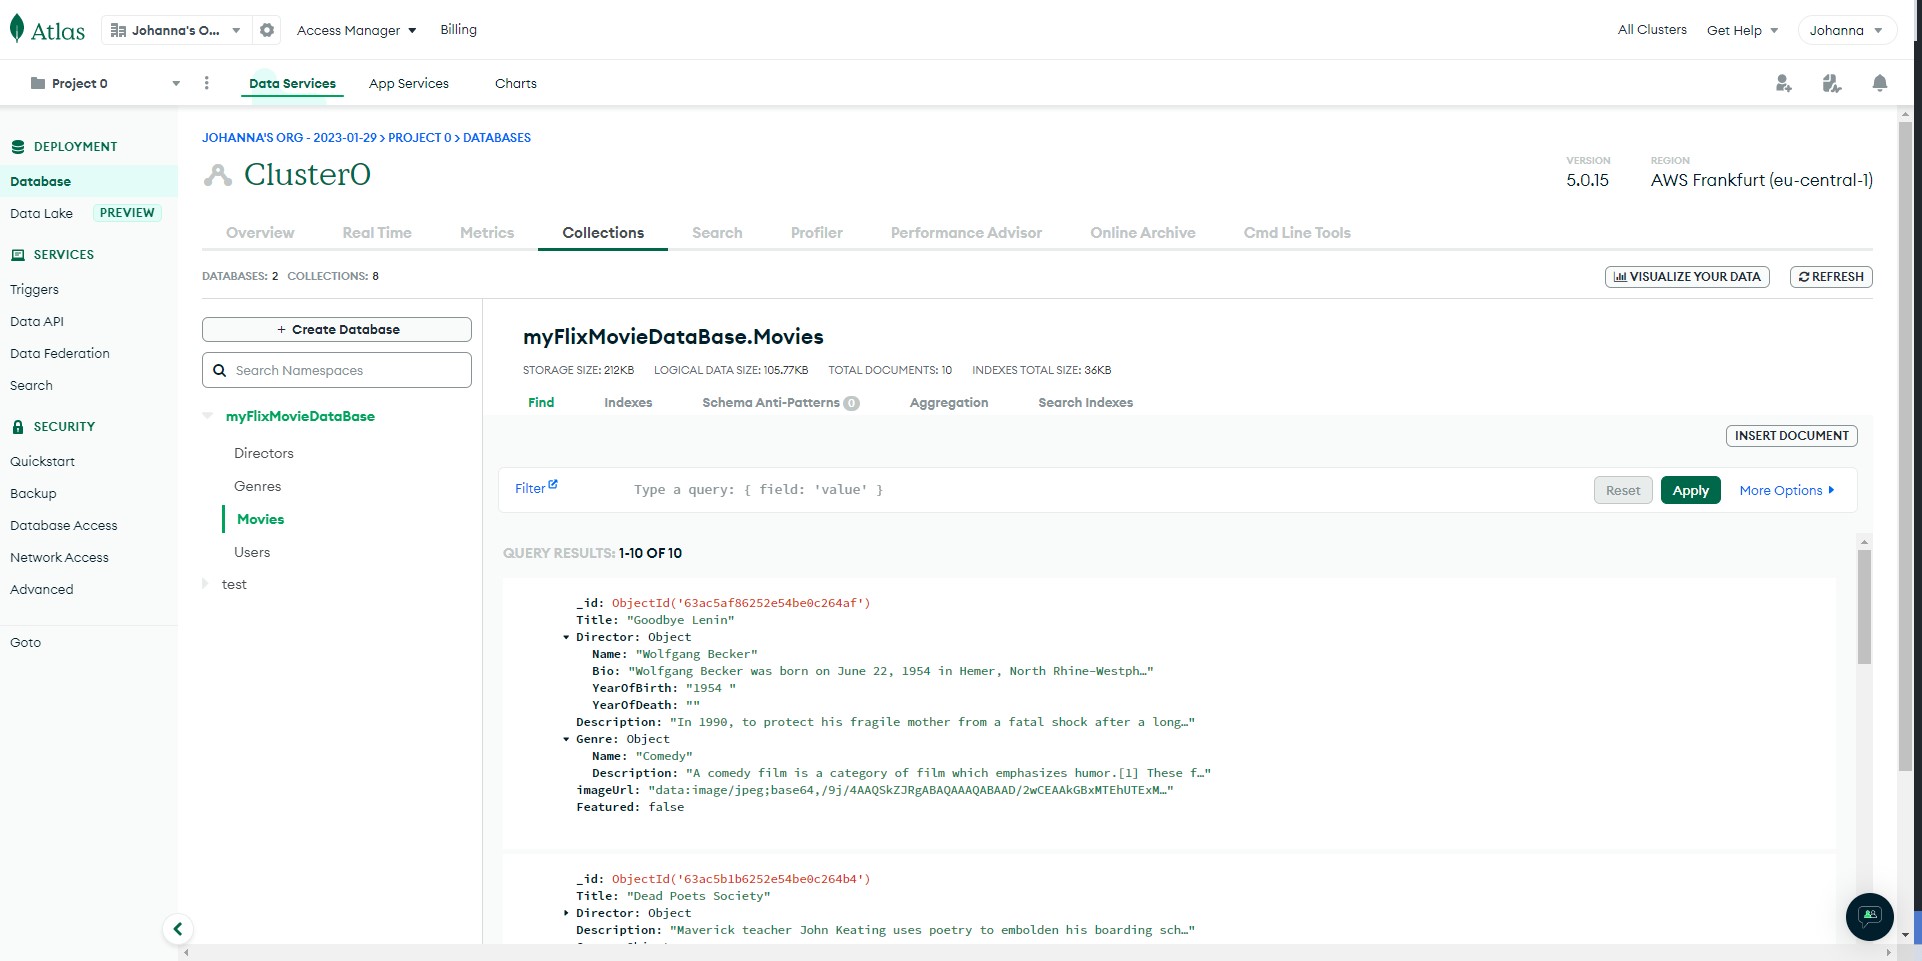 Atlas
Johanna's O...
Access Manager
Billing
All Clusters
Get Help
Johanna
Project 0
Data Services
App Services
Charts
DEPLOYMENT
Database
Data Lake PREVIEW
SERVICES
Triggers
Data API
Data Federation
Search
SECURITY
Quickstart
Backup
Database Access
Network Access
Advanced
Goto
JOHANNA'S ORG - 2023-01-29 > PROJECT 0 > DATABASES
Cluster0
VERSION
5.0.15
REGION
AWS Frankfurt (eu-central-1)
Overview
Real Time
Metrics
Collections
Search
Profiler
Performance Advisor
Online Archive
Cmd Line Tools
DATABASES: 2 COLLECTIONS: 8
VISUALIZE YOUR DATA
REFRESH
+ Create Database
Search Namespaces
myFlixMovieDataBase
Directors
Genres
Movies
Users
test
myFlixMovieDataBase.Movies
STORAGE SIZE: 212KB LOGICAL DATA SIZE: 105.77KB TOTAL DOCUMENTS: 10 INDEXES TOTAL SIZE: 36KB
Find
Indexes
Schema Anti-Patterns 0
Aggregation
Search Indexes
INSERT DOCUMENT
Filter
Type a query: { field: 'value' }
Reset
Apply
More Options
QUERY RESULTS: 1-10 OF 10
_id: ObjectId('63ac5af86252e54be0c264af')
Title: "Goodbye Lenin"
Director: Object
Name: "Wolfgang Becker"
Bio: "Wolfgang Becker was born on June 22, 1954 in Hemer, North Rhine-Westph…"
YearOfBirth: "1954 "
YearOfDeath: ""
Description: "In 1990, to protect his fragile mother from a fatal shock after a long…"
Genre: Object
Name: "Comedy"
Description: "A comedy film is a category of film which emphasizes humor.[1] These f…"
imageUrl: "data:image/jpeg;base64,/9j/4AAQSkZJRgABAQAAAQABAAD/2wCEAAkGBxMTEhUTExM…"
Featured: false
_id: ObjectId('63ac5b1b6252e54be0c264b4')
Title: "Dead Poets Society"
Director: Object
Description: "Maverick teacher John Keating uses poetry to embolden his boarding sch…"